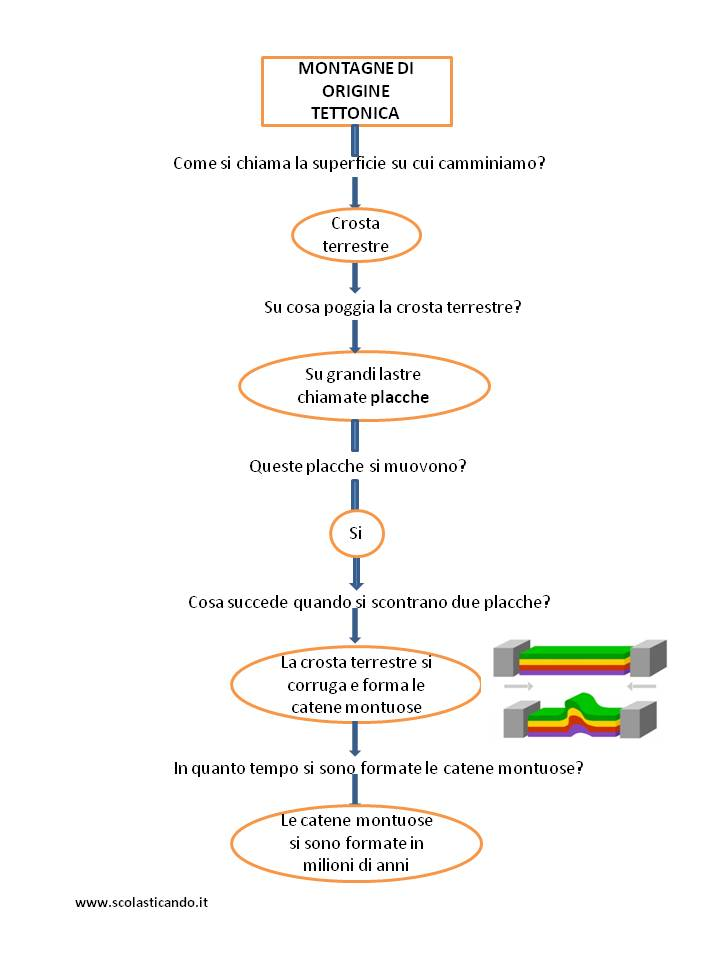 MONTAGNE DI
ORIGINE
TETTONICA
Come si chiama la superficie su cui camminiamo?
Crosta
terrestre
Su cosa poggia la crosta terrestre?
Su grandi lastre
chiamate placche
Queste placche si muovono?
Si
Cosa succede quando si scontrano due placche?
La crosta terrestre si
corruga e forma le
catene montuose
In quanto tempo si sono formate le catene montuose?
Le catene montuose
si sono formate in
milioni di anni
www.scolasticando.it